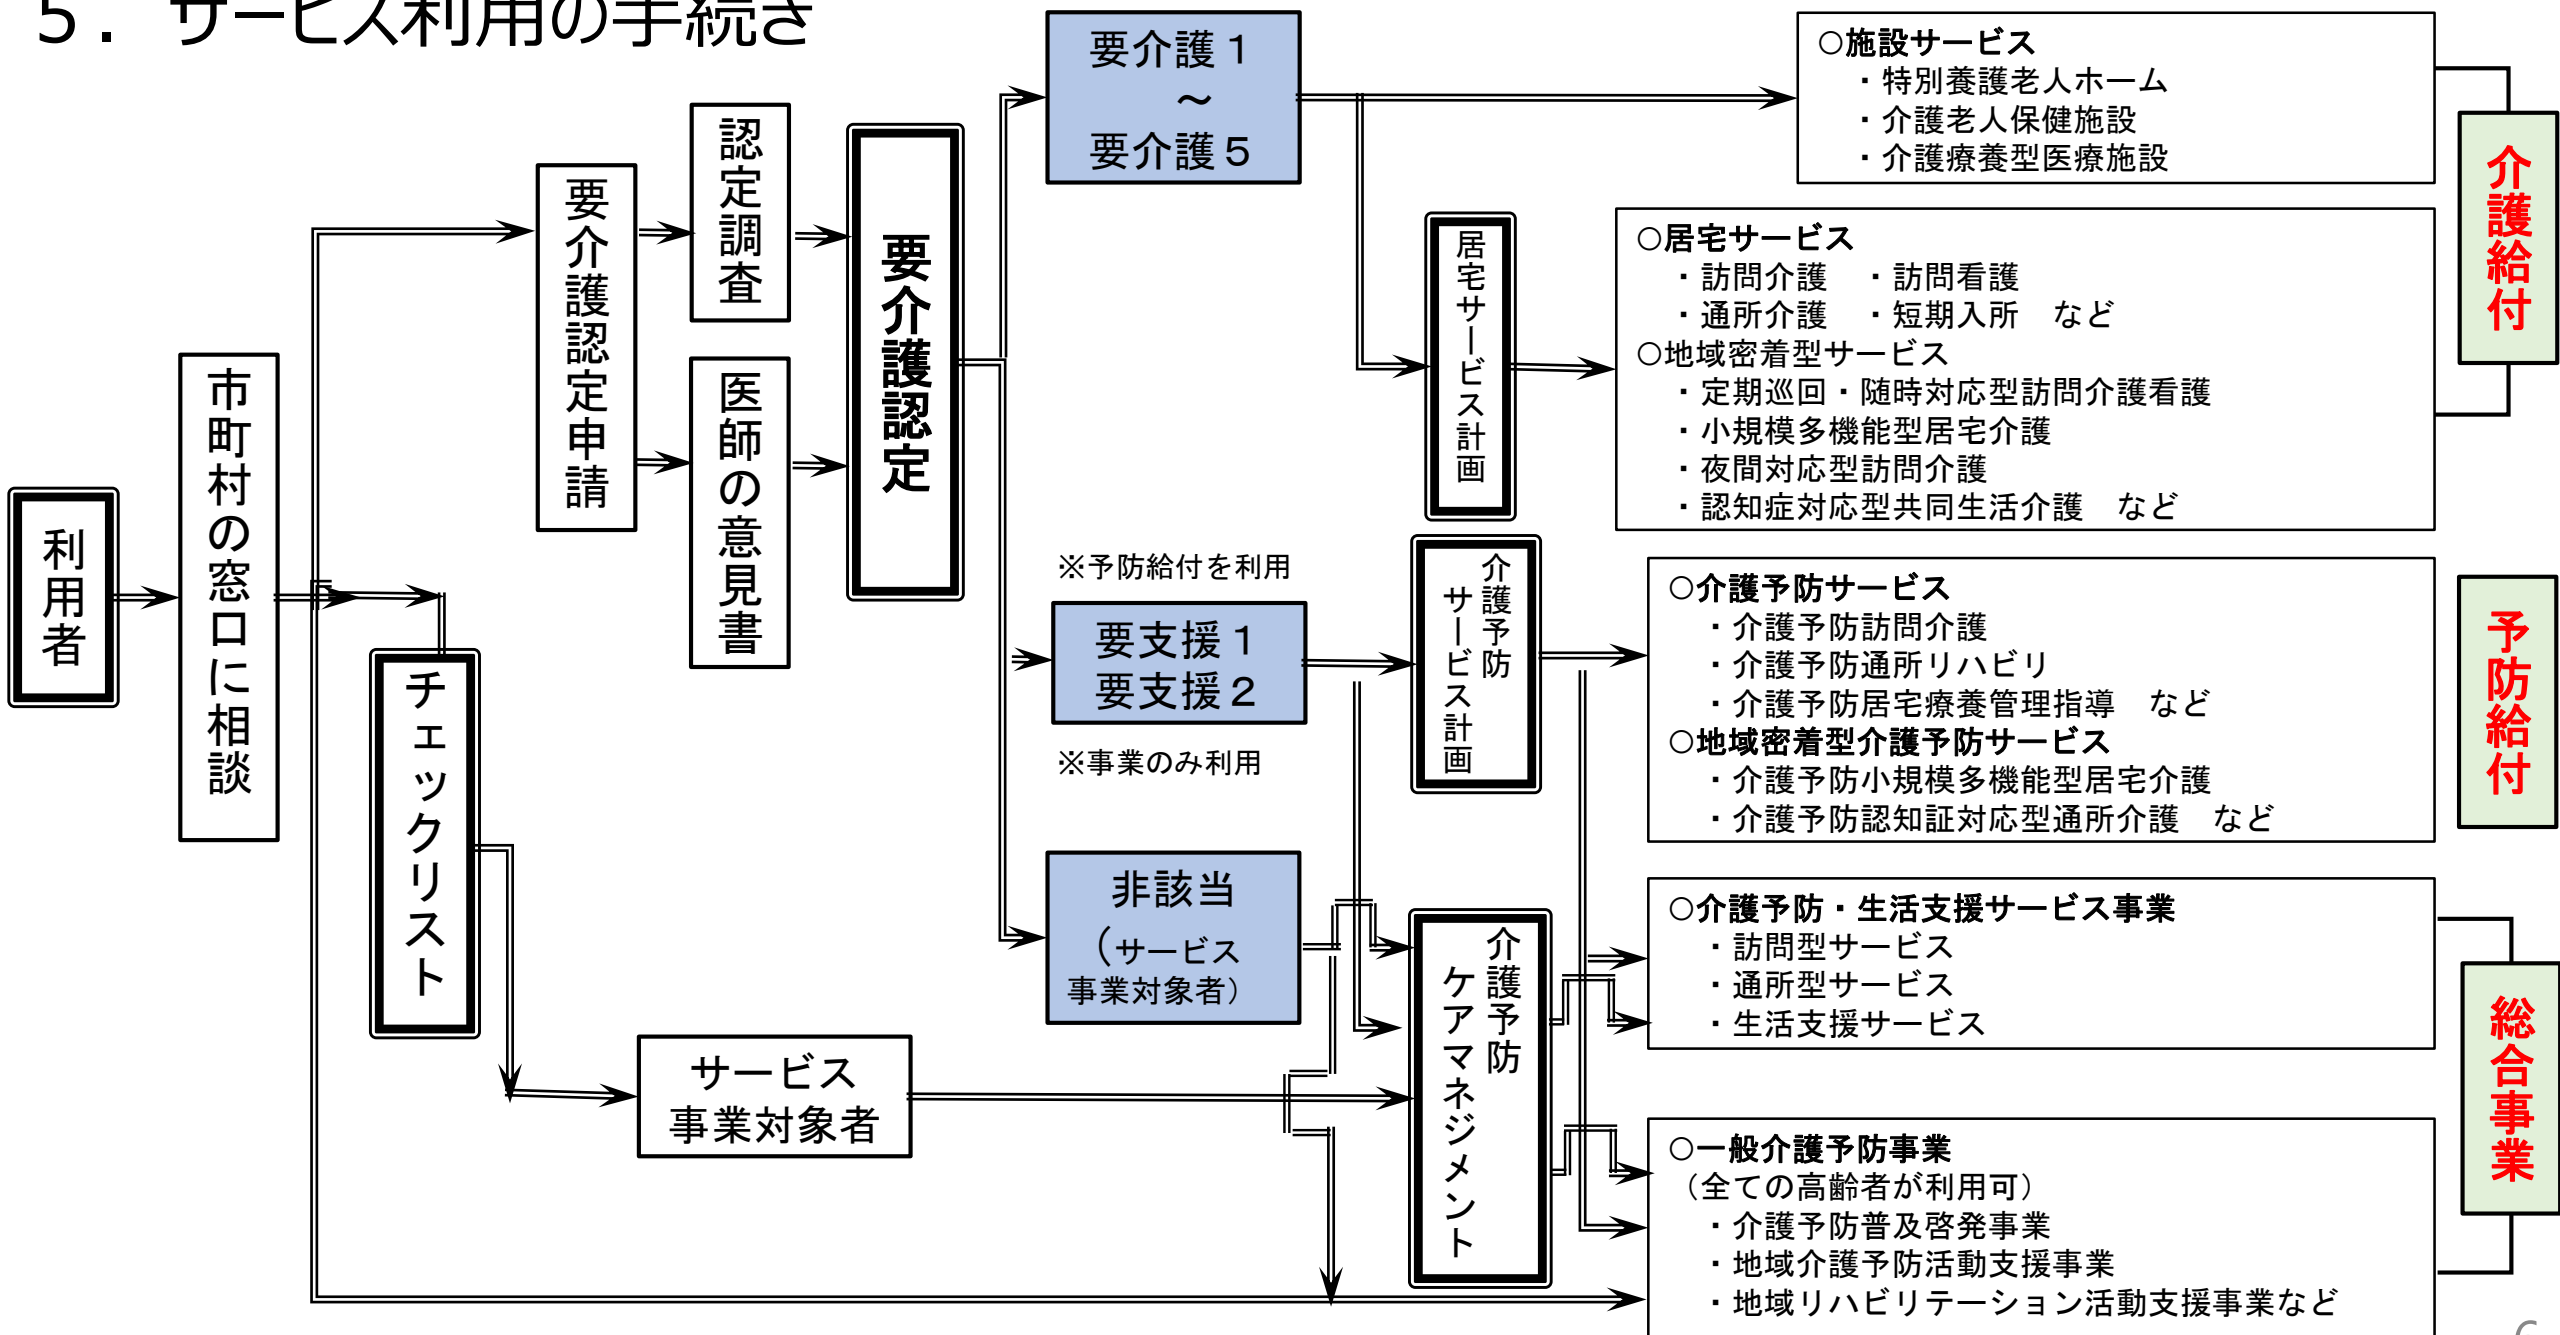 ５．サービス利用の手続き
利用者
市町村の窓口に相談
チェックリスト
要介護認定申請
認定調査
医師の意見書
要介護認定
要介護１
～
要介護５
※予防給付を利用
要支援１
要支援２
※事業のみ利用
非該当
（サービス
事業対象者）
サービス
事業対象者
居宅サービス計画
介護予防
サービス計画
介護予防
ケアマネジメント
○施設サービス
・特別養護老人ホーム
・介護老人保健施設
・介護療養型医療施設
○居宅サービス
・訪問介護　・訪問看護
・通所介護　・短期入所　など
○地域密着型サービス
・定期巡回・随時対応型訪問介護看護
・小規模多機能型居宅介護
・夜間対応型訪問介護
・認知症対応型共同生活介護　など
○介護予防サービス
・介護予防訪問介護
・介護予防通所リハビリ
・介護予防居宅療養管理指導　など
○地域密着型介護予防サービス
・介護予防小規模多機能型居宅介護
・介護予防認知証対応型通所介護　など
○介護予防・生活支援サービス事業
・訪問型サービス
・通所型サービス
・生活支援サービス
○一般介護予防事業
（全ての高齢者が利用可）
・介護予防普及啓発事業
・地域介護予防活動支援事業
・地域リハビリテーション活動支援事業など
介護給付
予防給付
総合事業